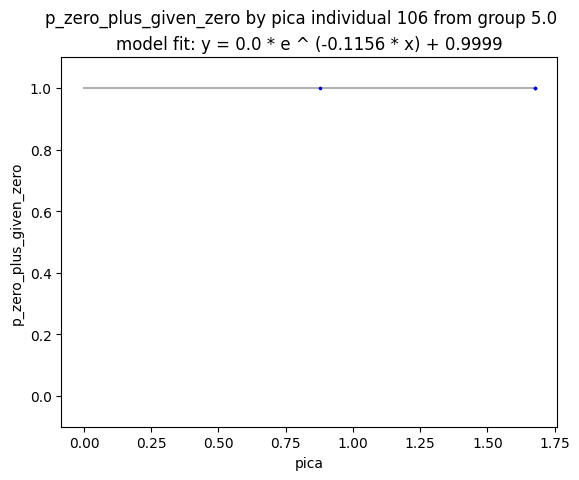 p_zero_plus_given_zero by pica individual 106 from group 5.0
model fit: y = 0.0 * e ^ (-0.1156 * x) + 0.9999
1.0
0.8
0.6
0.4
0.2
0.0
p_zero_plus_given_zero
0.00 0.25 0.50 0.75 1.00 1.25 1.50 1.75
pica